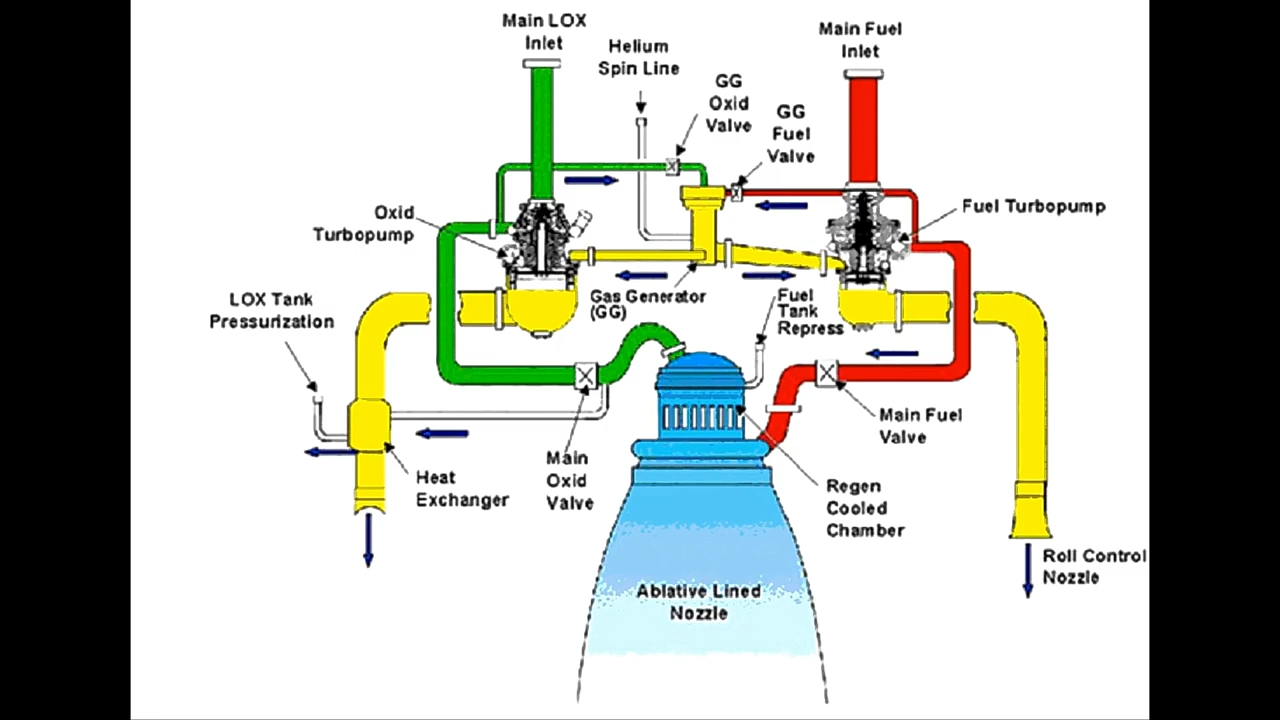 Main LOX
Inlet
Helium
Spin Line
Main Fuel
Inlet
GG
Oxid
Valve
GG
Fuel
Valve
Oxid
Turbopump
Fuel Turbopump
LOX Tank
Pressurization
Gas Generator
(GG)
Fuel
Tank
Repress
Main Fuel
Valve
Heat
Exchanger
Main
Oxid
Valve
Regen
Cooled
Chamber
Roll Control
Nozzle
Ablative Lined
Nozzle